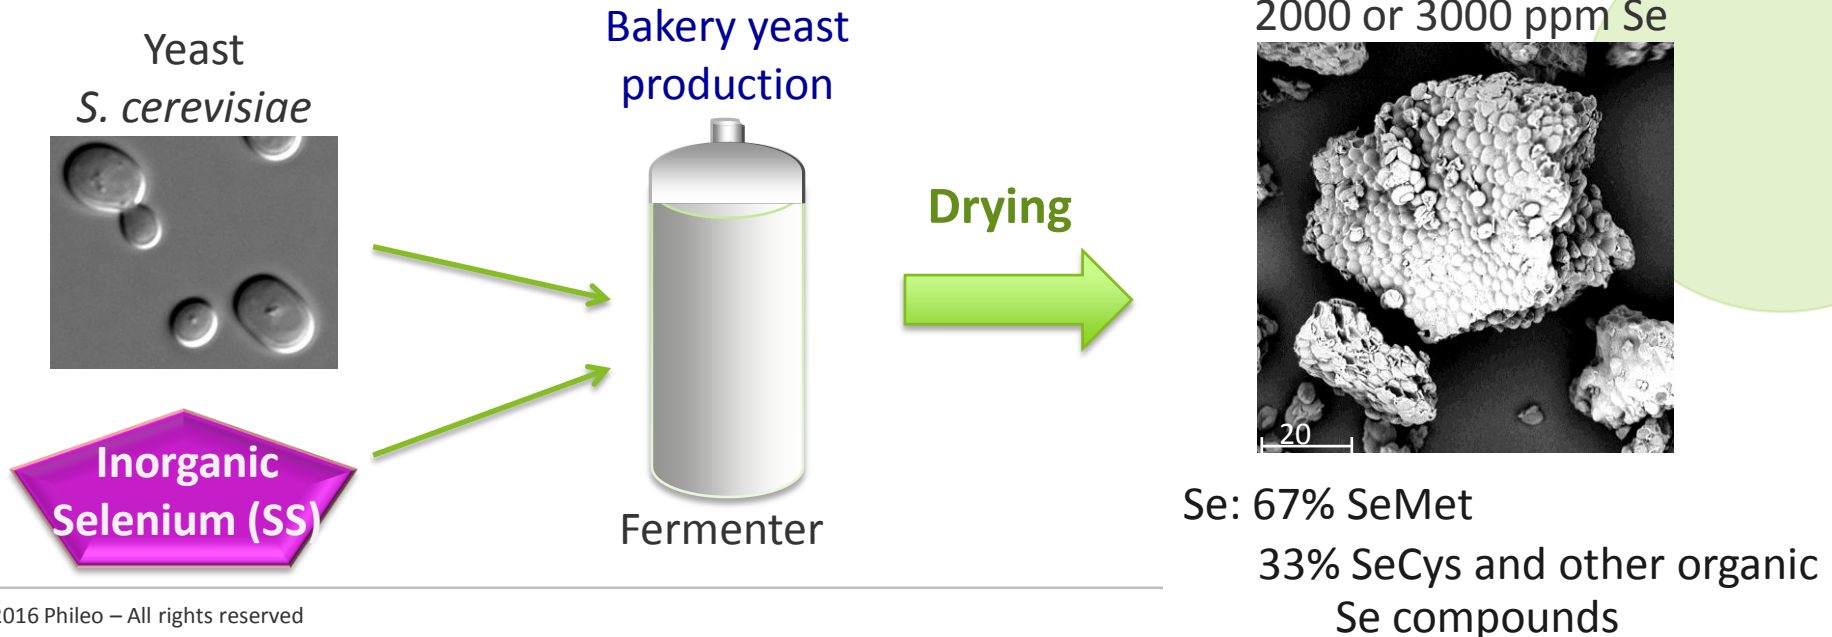 Yeast
S. cerevisiae
Inorganic
Selenium (SS)
Bakery yeast
production
Fermenter
Drying
2000 or 3000 ppm Se
20
Se: 67% SeMet
33% SeCys and other organic
Se compounds
2016 Phileo – All rights reserved